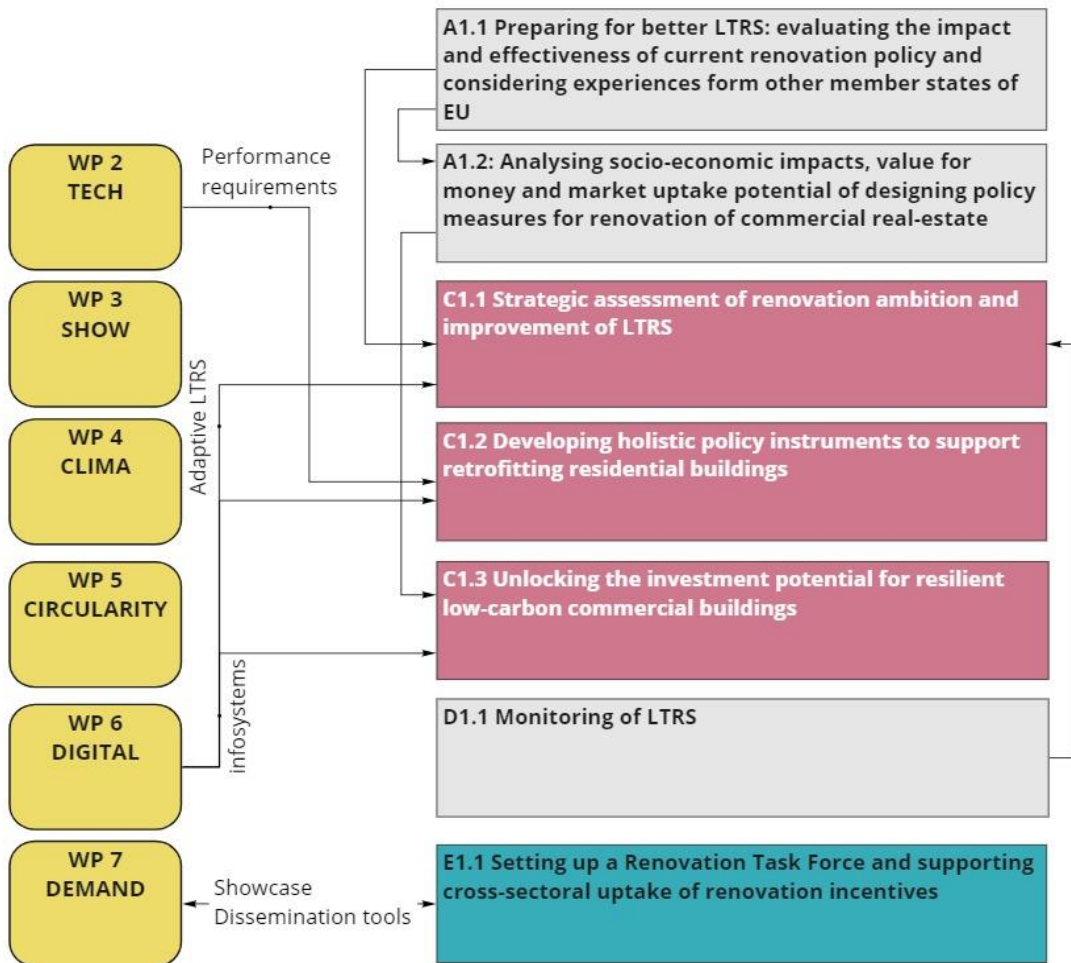 A1.1 Preparing for better LTRS: evaluating the impact
and effectiveness of current renovation policy and
considering experiences form other member states of
EU
WP 2
TECH
Performance
requirements
A1.2: Analysing socio-economic impacts, value for
money and market uptake potential of designing policy
measures for renovation of commercial real-estate
WP 3
SHOW
C1.1 Strategic assessment of renovation ambition and
improvement of LTRS
Adaptive LTRS
WP 4
CLIMA
C1.2 Developing holistic policy instruments to support
retrofitting residential buildings
WP 5
CIRCULARITY
C1.3 Unlocking the investment potential for resilient
low-carbon commercial buildings
infosystems
WP 6
DIGITAL
D1.1 Monitoring of LTRS
WP 7
DEMAND
Showcase
Dissemination tools
E1.1 Setting up a Renovation Task Force and supporting
cross-sectoral uptake of renovation incentives